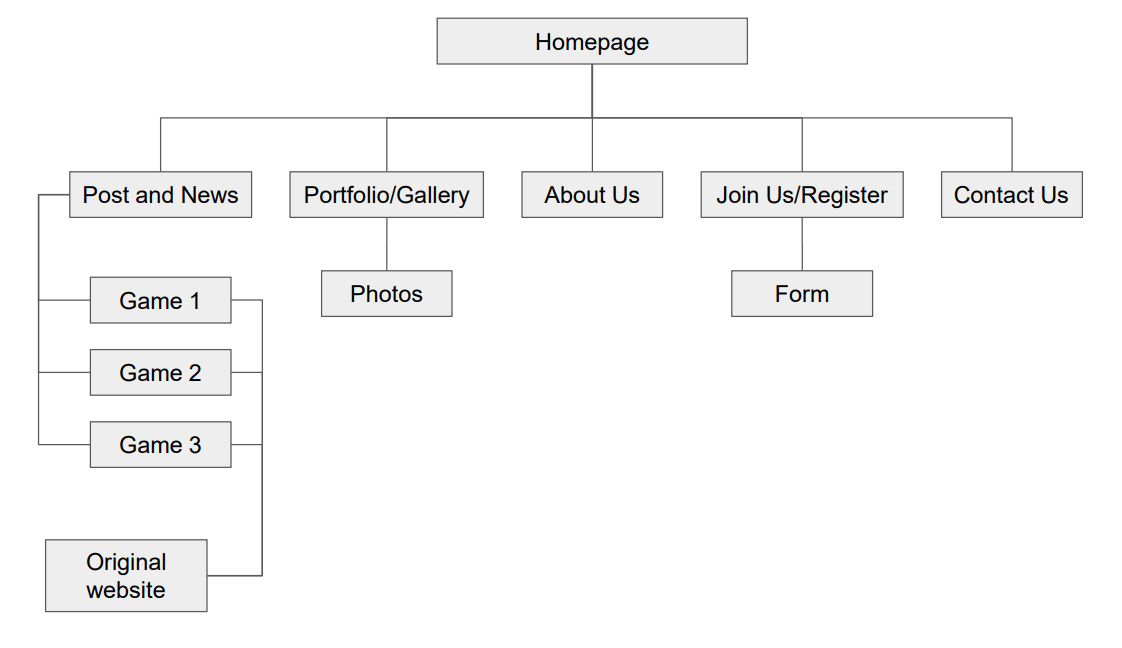 Homepage
Post and News
Portfolio/Gallery
About Us
Join Us/Register
Contact Us
Photos
Form
Game 1
Game 2
Game 3
Original
website